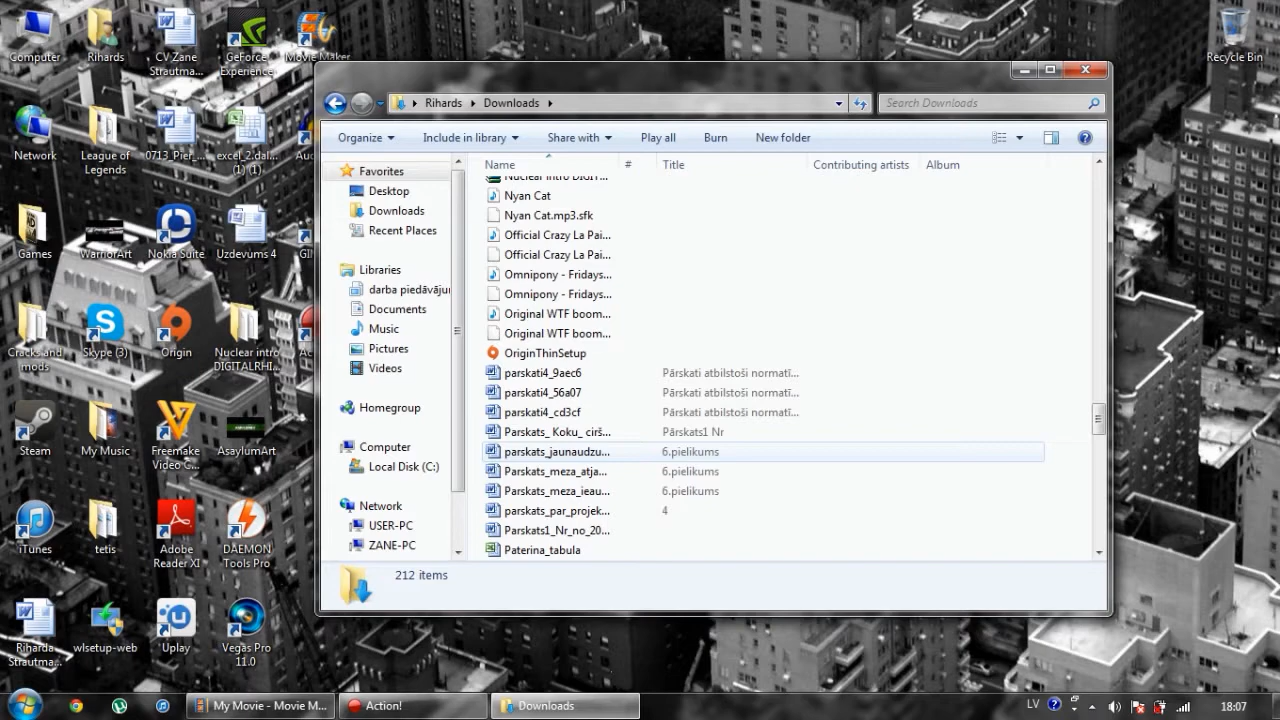 Computer
Rihards
CV Zane
Strautma...
GeForce
Experience
Movie Maker
Recycle Bin
Network
League of
Legends
0713_Pier_...
excel_2.dal...
(1) (1)
Games
WarriorArt
Nokia Suite
Uzdevums 4
Cracks and
mods
Skype (3)
Origin
Nuclear intro
DIGITALRHI...
Steam
My Music
Freemake
Video C...
AsaylumArt
iTunes
tetis
Adobe
Reader XI
DAEMON
Tools Pro
Riharda
Strautma...
wlsetup-web
Uplay
Vegas Pro
11.0
Rihards
Downloads
Search Downloads
Organize
Include in library
Share with
Play all
Burn
New folder
Favorites
Desktop
Downloads
Recent Places
Libraries
darba piedāvājur
Documents
Music
Pictures
Videos
Homegroup
Computer
Local Disk (C:)
Network
USER-PC
ZANE-PC
Name # Title Contributing artists Album
Nuclear intro DIGIT...
Nyan Cat
Nyan Cat.mp3.sfk
Official Crazy La Pai...
Official Crazy La Pai...
Omnipony - Fridays...
Omnipony - Fridays...
Original WTF boom...
Original WTF boom...
OriginThinSetup
parskati4_9aec6 Pārskati atbilstoši normatī...
parskati4_56a07 Pārskati atbilstoši normatī...
parskati4_cd3cf Pārskati atbilstoši normatī...
Parskats_ Koku_ cirš... Pārskats1 Nr
parskats_jaunaudzu... 6.pielikums
Parskats_meza_atja... 6.pielikums
Parskats_meza_ieau... 6.pielikums
parskats_par_projek... 4
Parskats1_Nr_no_20...
Paterina_tabula
212 items
My Movie - Movie M...
Action!
Downloads
LV
18:07